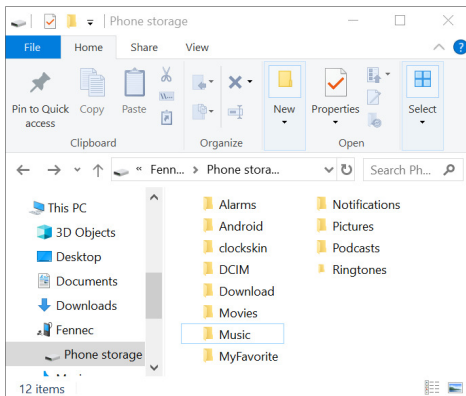 Phone storage
File Home Share View
Pin to Quick access
Copy
Paste
New
Properties
Select
Clipboard
Organize
Open
« Fenn... > Phone stora...
Search Ph...
This PC
3D Objects
Desktop
Documents
Downloads
Fennec
Phone storage
Alarms
Android
clockskin
DCIM
Download
Movies
Music
MyFavorite
Notifications
Pictures
Podcasts
Ringtones
12 items